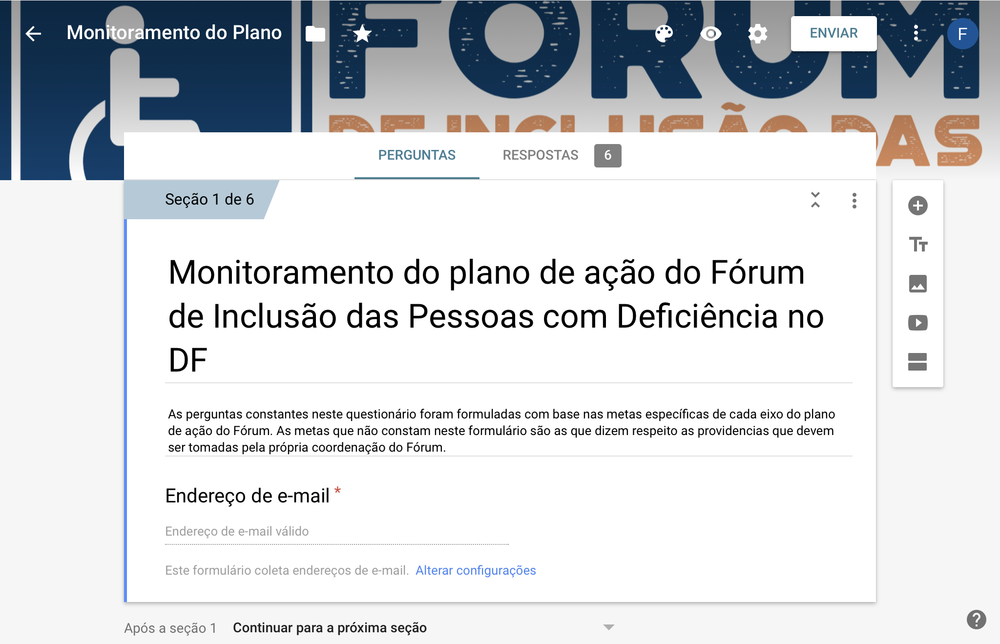 FORUM
DE INCLUSÃO DAS
Monitoramento do Plano
ENVIAR
F
PERGUNTAS
RESPOSTAS 6
Seção 1 de 6
Monitoramento do plano de ação do Fórum
de Inclusão das Pessoas com Deficiência no
DF
As perguntas constantes neste questionário foram formuladas com base nas metas específicas de cada eixo do plano
de ação do Fórum. As metas que não constam neste formulário são as que dizem respeito as providencias que devem
ser tomadas pela própria coordenação do Fórum.
Endereço de e-mail *
Endereço de e-mail válido
Este formulário coleta endereços de e-mail. Alterar configurações
Após a seção 1 Continuar para a próxima seção